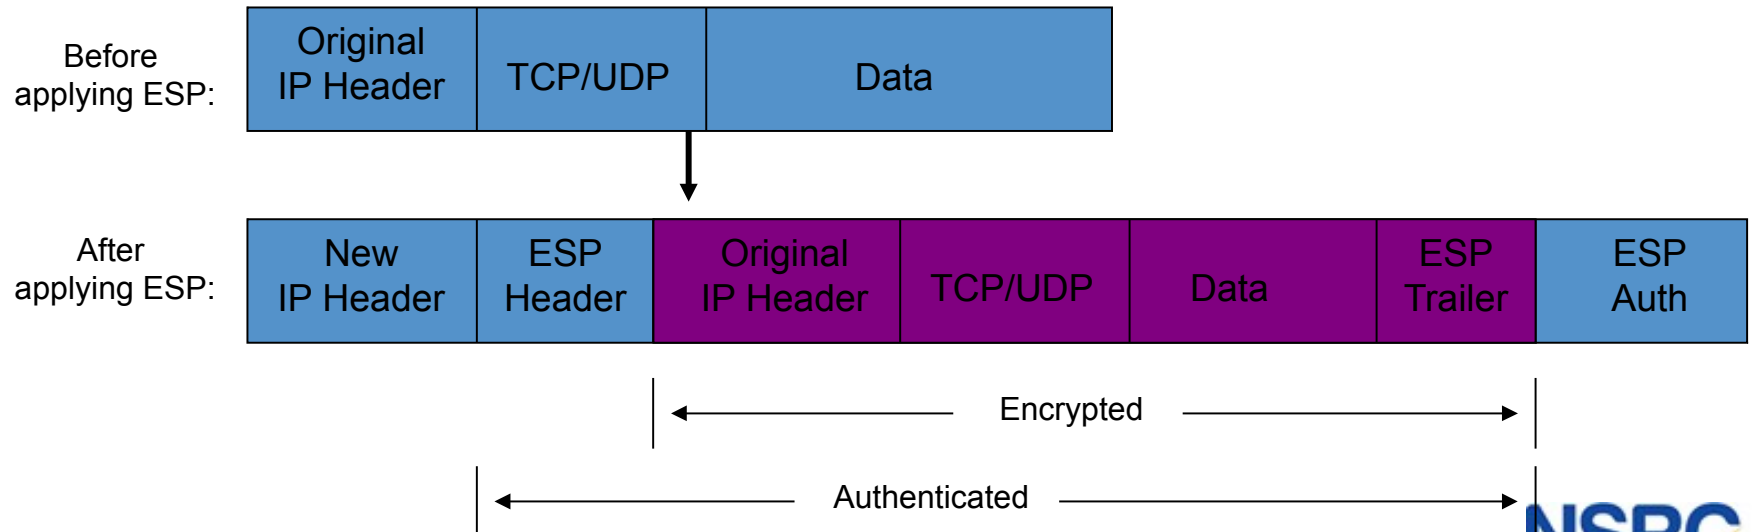 Before
applying ESP:
Original
IP Header
TCP/UDP
Data
After
applying ESP:
New
IP Header
ESP
Header
Original
IP Header
TCP/UDP
Data
ESP
Trailer
ESP
Auth
Encrypted
Authenticated
NSRC